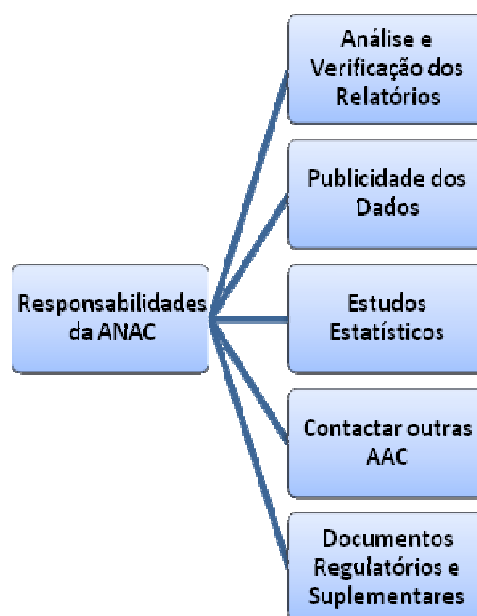 Análise e
Verificação dos
Relatórios
Publicidade dos
Dados
Responsabilidades
da ANAC
Estudos
Estatísticos
Contactar outras
AAC
Documentos
Regulatórios e
Suplementares